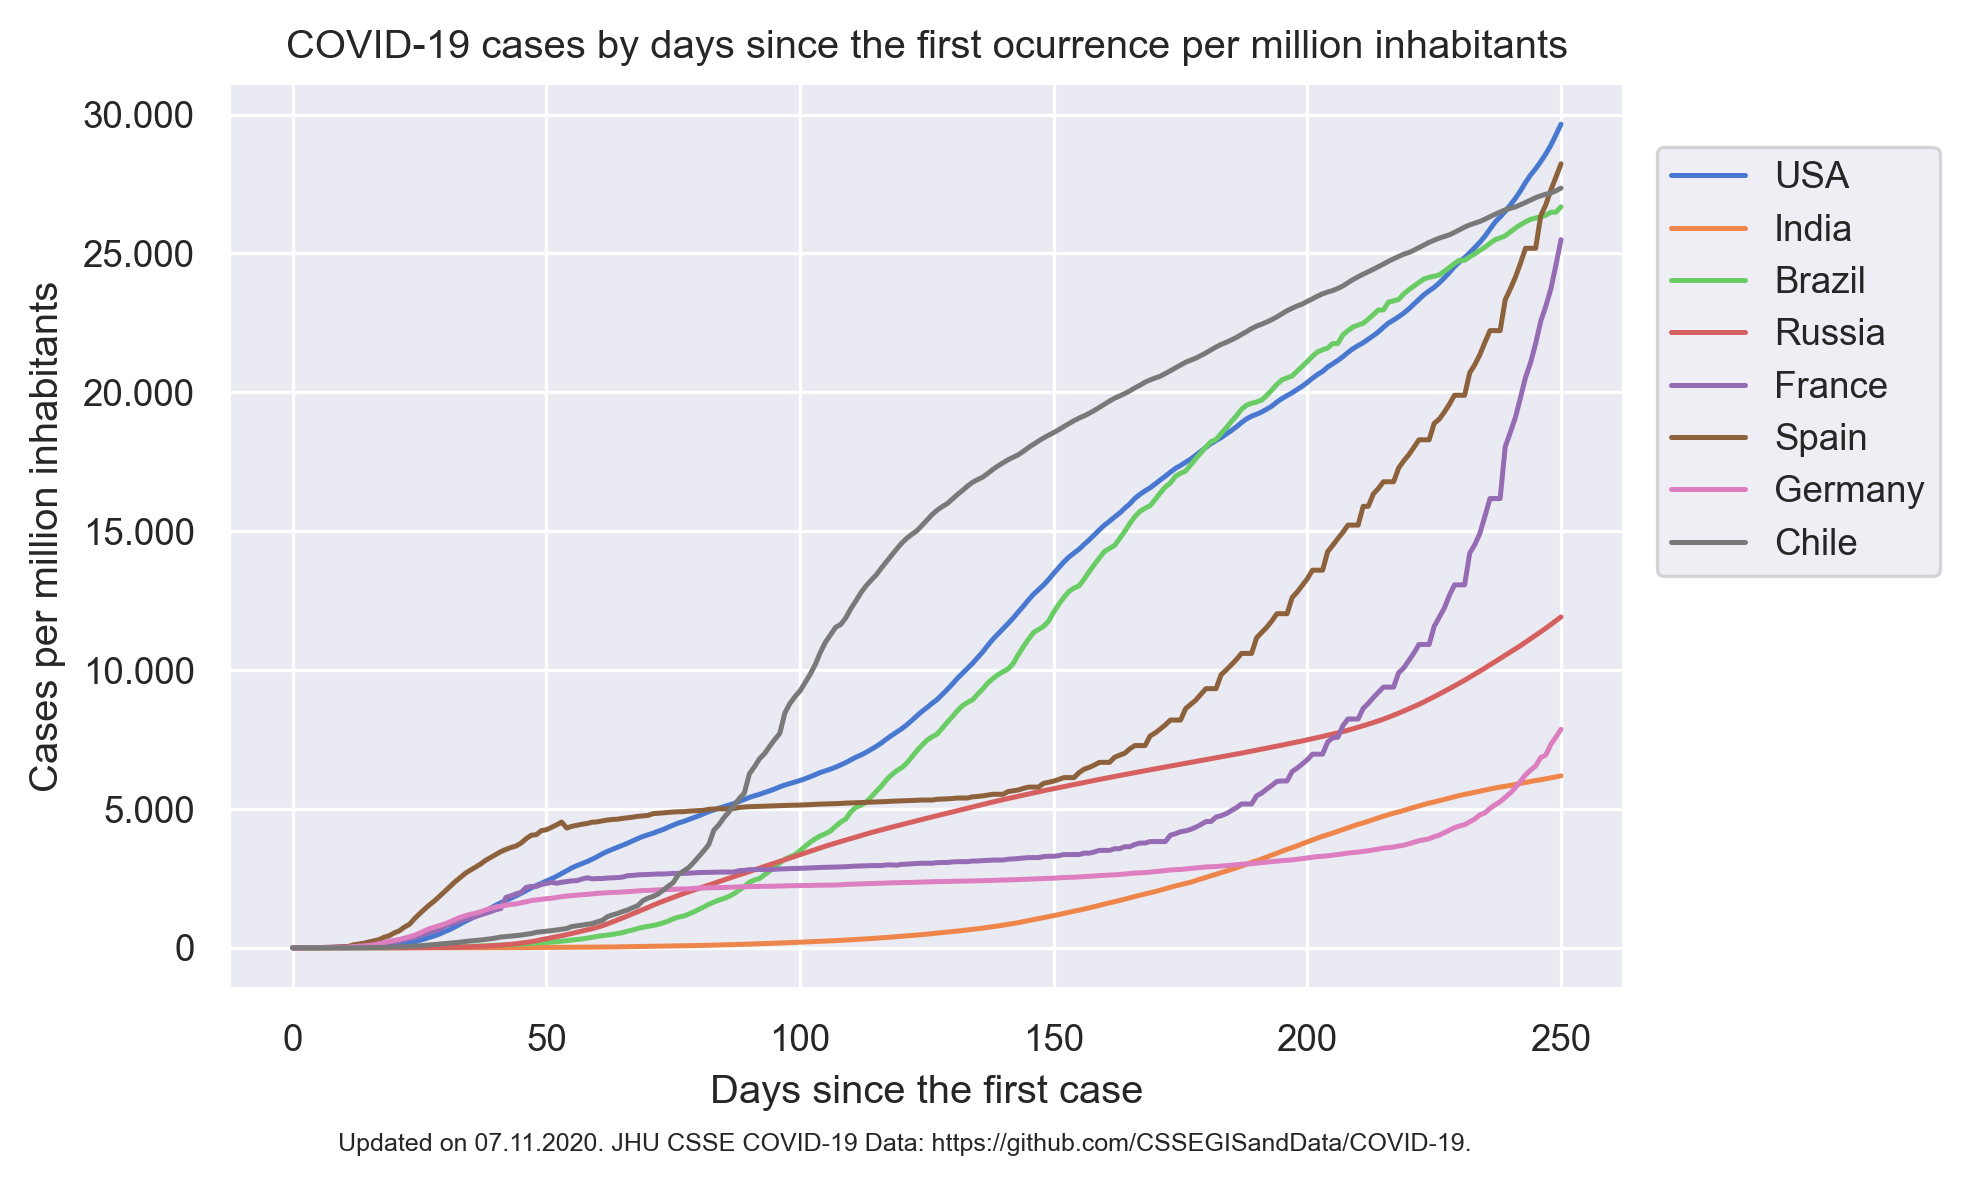 COVID-19 cases by days since the first ocurrence per million inhabitants
Cases per million inhabitants
30.000
25.000
20.000
15.000
10.000
5.000
0
0 50 100 150 200 250
Days since the first case
USA
India
Brazil
Russia
France
Spain
Germany
Chile
Updated on 07.11.2020. JHU CSSE COVID-19 Data: https://github.com/CSSEGISandData/COVID-19.